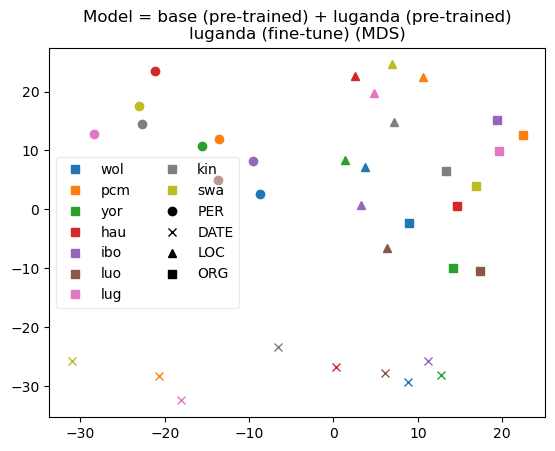 Model = base (pre-trained) + luganda (pre-trained)
luganda (fine-tune) (MDS)
20
10
0
−10
−20
−30
wol
pcm
yor
hau
ibo
luo
lug
kin
swa
PER
DATE
LOC
ORG
−30
−20
−10
0
10
20